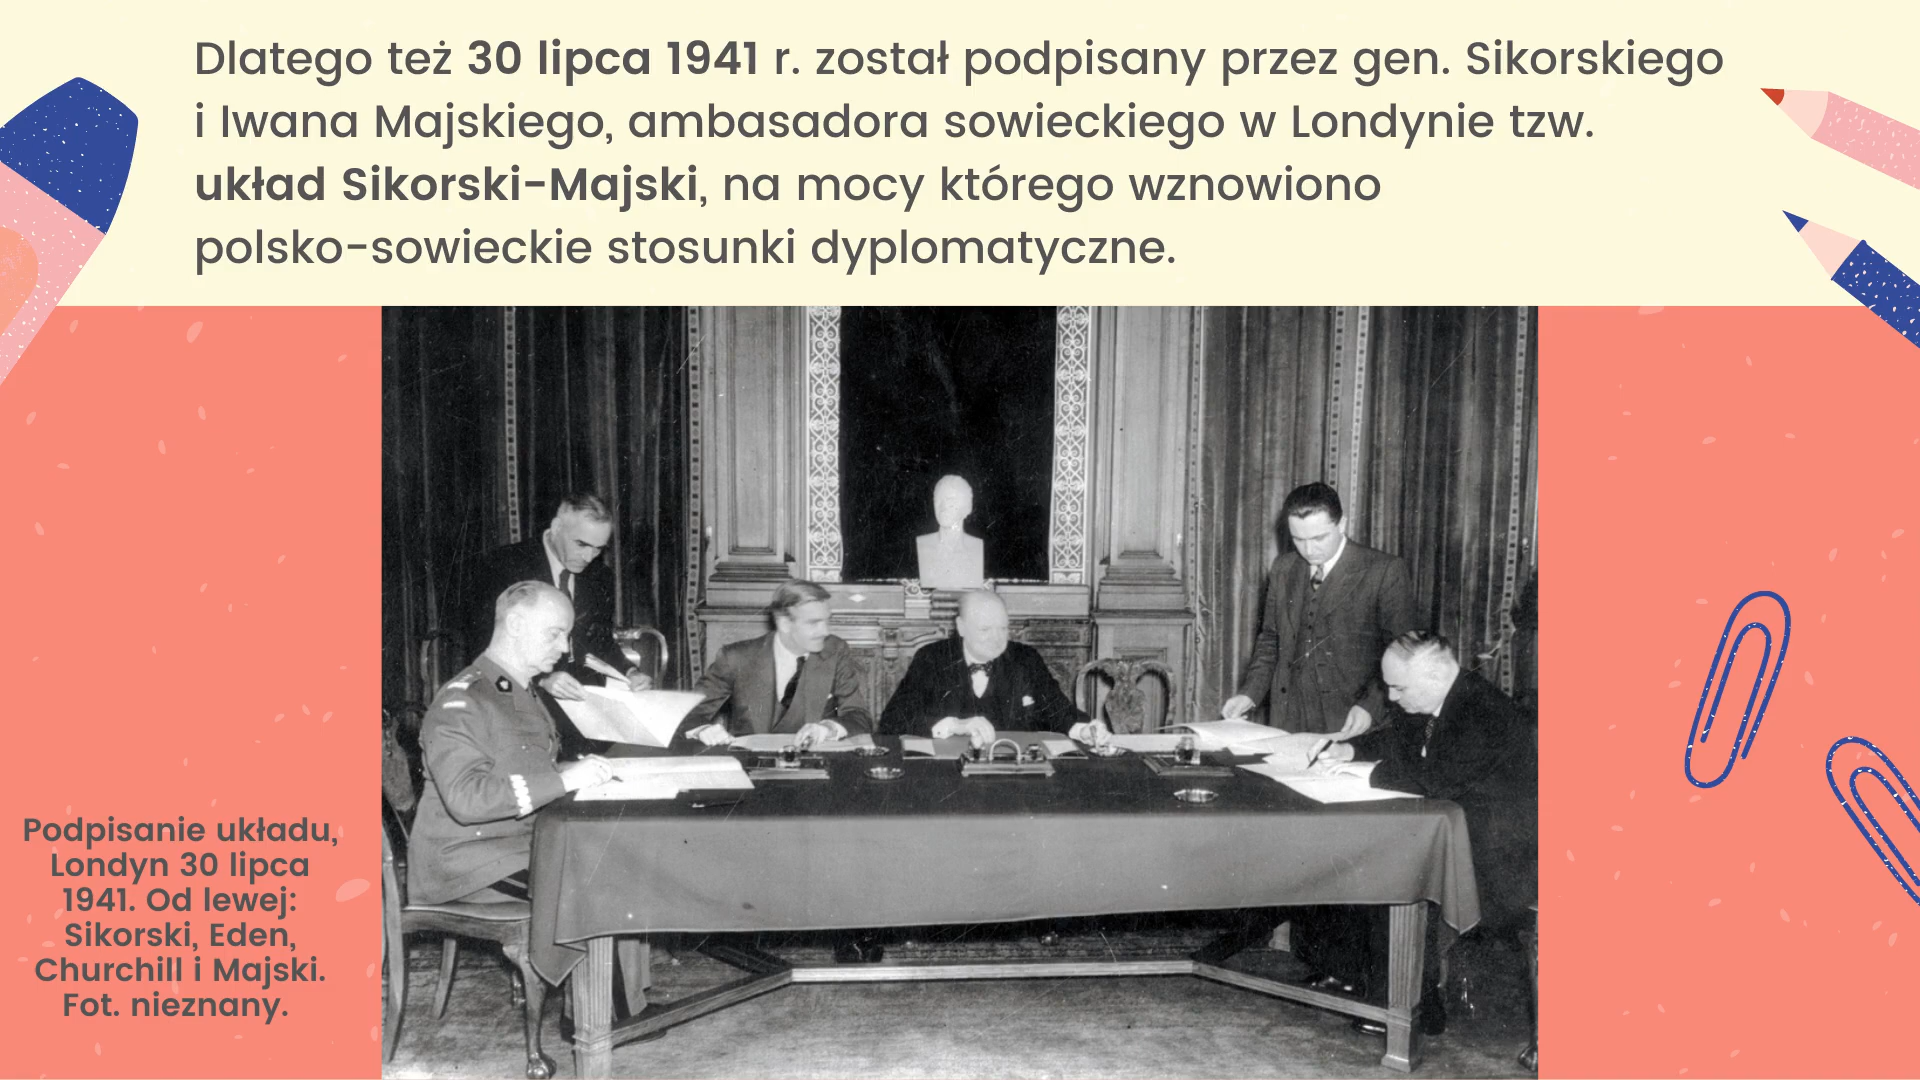 Dlatego też 30 lipca 1941 r. został podpisany przez gen. Sikorskiego
i Iwana Majskiego, ambasadora sowieckiego w Londynie tzw.
układ Sikorski-Majski, na mocy którego wznowiono
polsko-sowieckie stosunki dyplomatyczne.
Podpisanie układu,
Londyn 30 lipca
1941. Od lewej:
Sikorski, Eden,
Churchill i Majski.
Fot. nieznany.